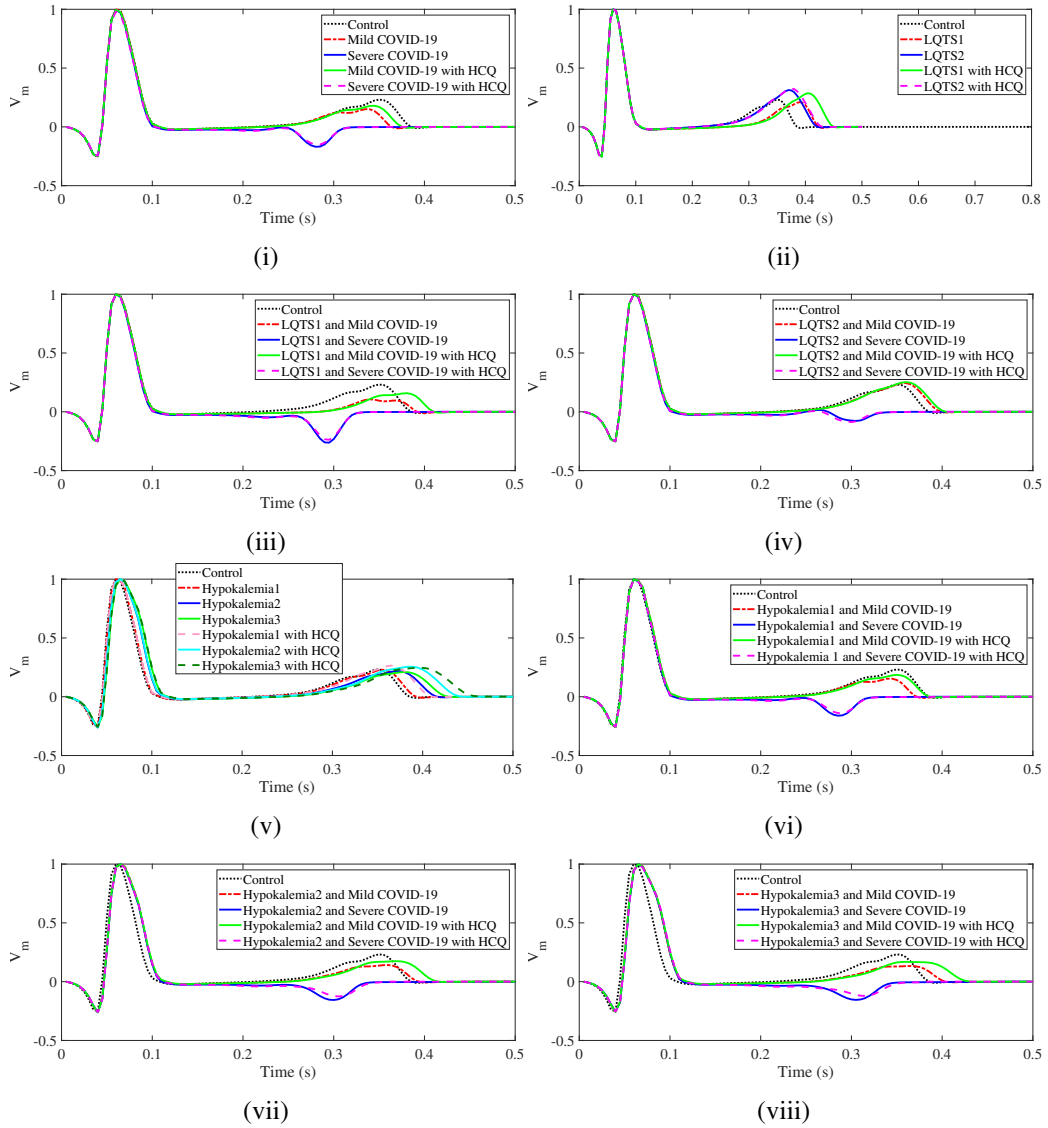 1
0.5
0
-0.5
V_m
0
0.1
0.2
0.3
0.4
0.5
Time (s)
Control
Mild COVID-19
Severe COVID-19
Mild COVID-19 with HCQ
Severe COVID-19 with HCQ
(i)
1
0.5
0
-0.5
V_m
0
0.1
0.2
0.3
0.4
0.5
0.6
0.7
0.8
Time (s)
Control
LQTS1
LQTS2
LQTS1 with HCQ
LQTS2 with HCQ
(ii)
1
0.5
0
-0.5
V_m
0
0.1
0.2
0.3
0.4
0.5
Time (s)
Control
LQTS1 and Mild COVID-19
LQTS1 and Severe COVID-19
LQTS1 and Mild COVID-19 with HCQ
LQTS1 and Severe COVID-19 with HCQ
(iii)
1
0.5
0
-0.5
V_m
0
0.1
0.2
0.3
0.4
0.5
Time (s)
Control
LQTS2 and Mild COVID-19
LQTS2 and Severe COVID-19
LQTS2 and Mild COVID-19 with HCQ
LQTS2 and Severe COVID-19 with HCQ
(iv)
1
0.5
0
-0.5
V_m
0
0.1
0.2
0.3
0.4
0.5
Time (s)
Control
Hypokalemia1
Hypokalemia2
Hypokalemia3
Hypokalemia1 with HCQ
Hypokalemia2 with HCQ
Hypokalemia3 with HCQ
(v)
1
0.5
0
-0.5
V_m
0
0.1
0.2
0.3
0.4
0.5
Time (s)
Control
Hypokalemia1 and Mild COVID-19
Hypokalemia1 and Severe COVID-19
Hypokalemia1 and Mild COVID-19 with HCQ
Hypokalemia 1 and Severe COVID-19 with HCQ
(vi)
1
0.5
0
-0.5
V_m
0
0.1
0.2
0.3
0.4
0.5
Time (s)
Control
Hypokalemia2 and Mild COVID-19
Hypokalemia2 and Severe COVID-19
Hypokalemia2 and Mild COVID-19 with HCQ
Hypokalemia2 and Severe COVID-19 with HCQ
(vii)
1
0.5
0
-0.5
V_m
0
0.1
0.2
0.3
0.4
0.5
Time (s)
Control
Hypokalemia3 and Mild COVID-19
Hypokalemia3 and Severe COVID-19
Hypokalemia3 and Mild COVID-19 with HCQ
Hypokalemia3 and Severe COVID-19 with HCQ
(viii)